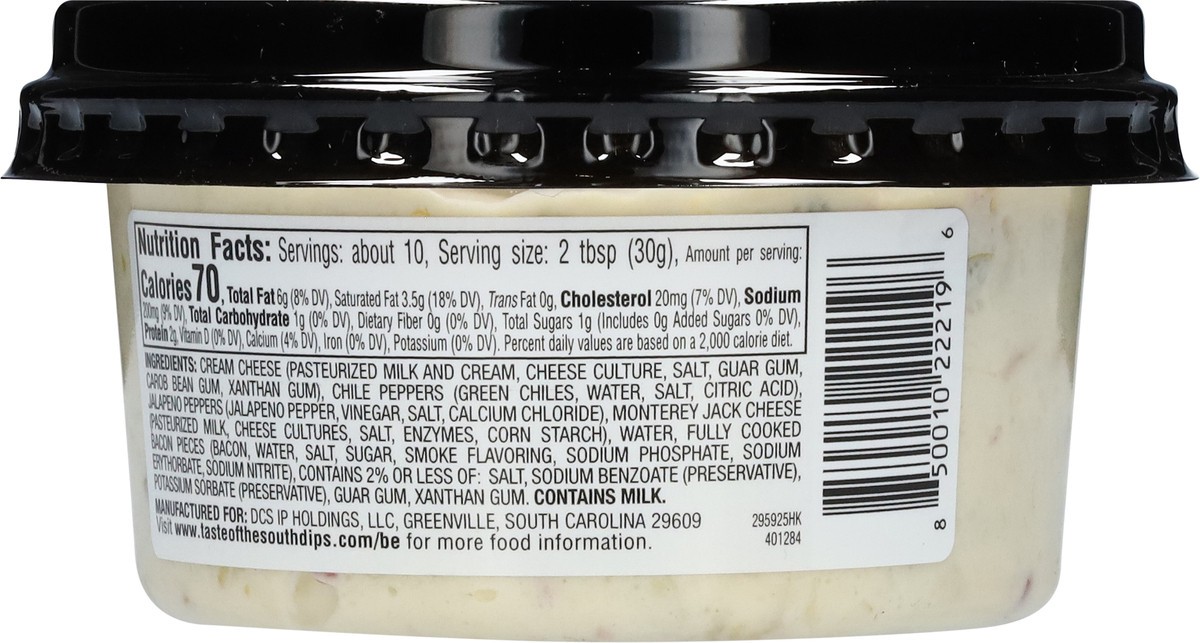 Nutrition Facts: Servings: about 10, Serving size: 2 tbsp (30g), Amount per serving:
Calories 70, Total Fat 6g (8% DV), Saturated Fat 3.5g (18% DV), Trans Fat 0g, Cholesterol 20mg (7% DV), Sodium
200mg (9% DV), Total Carbohydrate 1g (0% DV), Dietary Fiber 0g (0% DV), Total Sugars 1g (Includes 0g Added Sugars 0% DV),
Protein 2g, Vitamin D (0% DV), Calcium (4% DV), Iron (0% DV), Potassium (0% DV). Percent daily values are based on a 2,000 calorie diet.
INGREDIENTS: CREAM CHEESE (PASTEURIZED MILK AND CREAM, CHEESE CULTURE, SALT, GUAR GUM,
CAROB BEAN GUM, XANTHAN GUM), CHILE PEPPERS (GREEN CHILES, WATER, SALT, CITRIC ACID),
JALAPENO PEPPERS (JALAPENO PEPPER, VINEGAR, SALT, CALCIUM CHLORIDE), MONTEREY JACK CHEESE
(PASTEURIZED MILK, CHEESE CULTURES, SALT, ENZYMES, CORN STARCH), WATER, FULLY COOKED
BACON PIECES (BACON, WATER, SALT, SUGAR, SMOKE FLAVORING, SODIUM PHOSPHATE, SODIUM
ERYTHORBATE, SODIUM NITRITE), CONTAINS 2% OR LESS OF: SALT, SODIUM BENZOATE (PRESERVATIVE),
POTASSIUM SORBATE (PRESERVATIVE), GUAR GUM, XANTHAN GUM. CONTAINS MILK.
MANUFACTURED FOR: DCS IP HOLDINGS, LLC, GREENVILLE, SOUTH CAROLINA 29609
Visit www.tasteofthesouthdips.com/be for more food information.
295925HK
401284
8 50010 22219 6